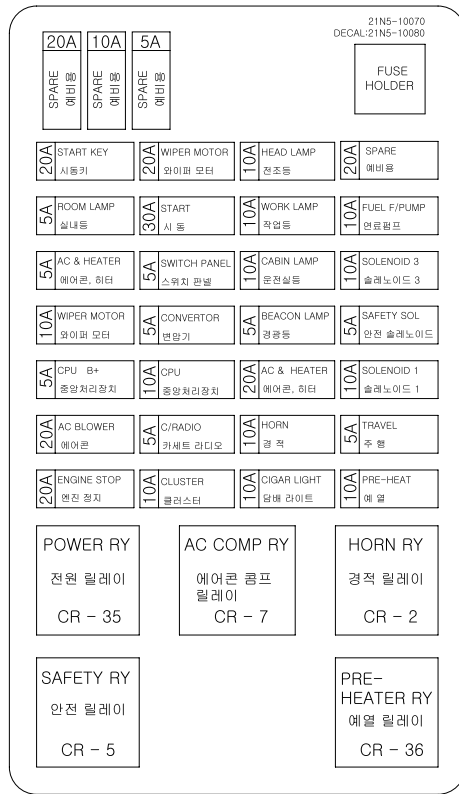 21N5-10070
DECAL:21N5-10080
20A 10A 5A
SPARE 예비용
SPARE 예비용
SPARE 예비용
FUSE
HOLDER
20A START KEY
시동키
20A WIPER MOTOR
와이퍼 모터
10A HEAD LAMP
전조등
20A SPARE
예비용
5A ROOM LAMP
실내등
30A START
시 동
10A WORK LAMP
작업등
10A FUEL F/PUMP
연료펌프
5A AC & HEATER
에어콘, 히터
5A SWITCH PANEL
스위치 판넬
10A CABIN LAMP
운전실등
10A SOLENOID 3
솔레노이드 3
10A WIPER MOTOR
와이퍼 모터
5A CONVERTOR
변압기
5A BEACON LAMP
경광등
5A SAFETY SOL
안전 솔레노이드
5A CPU B+
중앙처리장치
10A CPU
중앙처리장치
20A AC & HEATER
에어콘, 히터
10A SOLENOID 1
솔레노이드 1
20A AC BLOWER
에어콘
5A C/RADIO
카세트 라디오
10A HORN
경 적
5A TRAVEL
주 행
20A ENGINE STOP
엔진 정지
10A CLUSTER
클러스터
10A CIGAR LIGHT
담배 라이트
10A PRE-HEAT
예 열
POWER RY
전원 릴레이
CR - 35
AC COMP RY
에어콘 콤프
릴레이
CR - 7
HORN RY
경적 릴레이
CR - 2
SAFETY RY
안전 릴레이
CR - 5
PRE-
HEATER RY
예열 릴레이
CR - 36